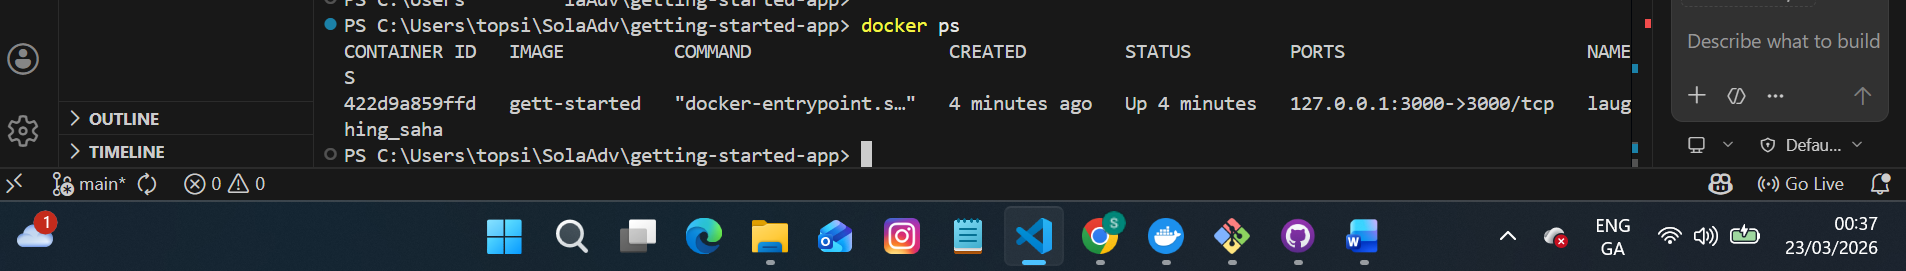 PS C:\Users
PS C:\Users\topsi\SolaAdv\getting-started-app> docker ps
CONTAINER ID IMAGE COMMAND CREATED STATUS PORTS NAME
S
422d9a859ffd gett-started "docker-entrypoint.s…" 4 minutes ago Up 4 minutes 127.0.0.1:3000->3000/tcp laug
hing_saha
PS C:\Users\topsi\SolaAdv\getting-started-app>
OUTLINE
TIMELINE
Describe what to build
Defau...
main* 0 0 Go Live
1
S
ENG
GA
00:37
23/03/2026